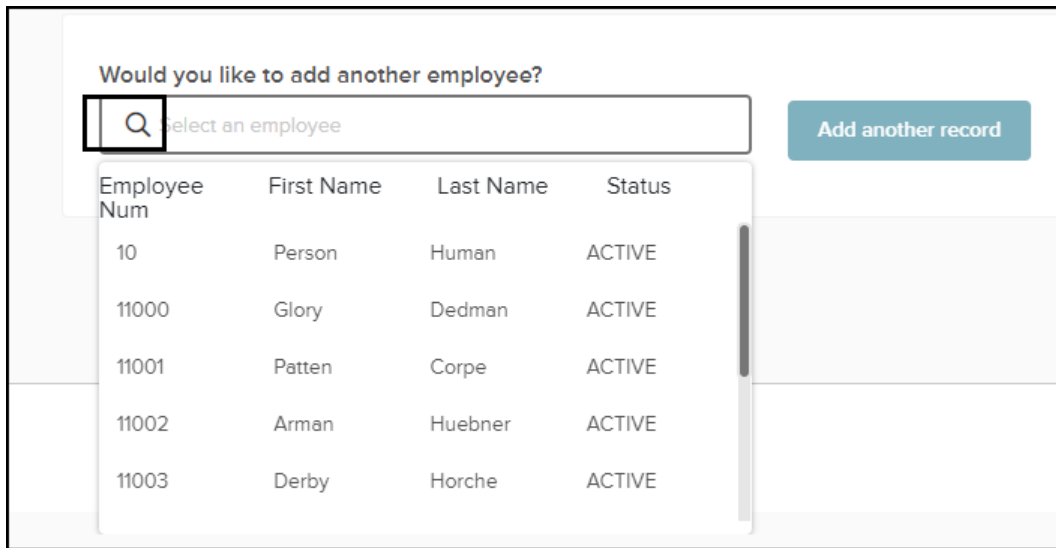 Would you like to add another employee?
Select an employee
Add another record
Employee Num First Name Last Name Status
10 Person Human ACTIVE
11000 Glory Dedman ACTIVE
11001 Patten Corpe ACTIVE
11002 Arman Huebner ACTIVE
11003 Derby Horche ACTIVE